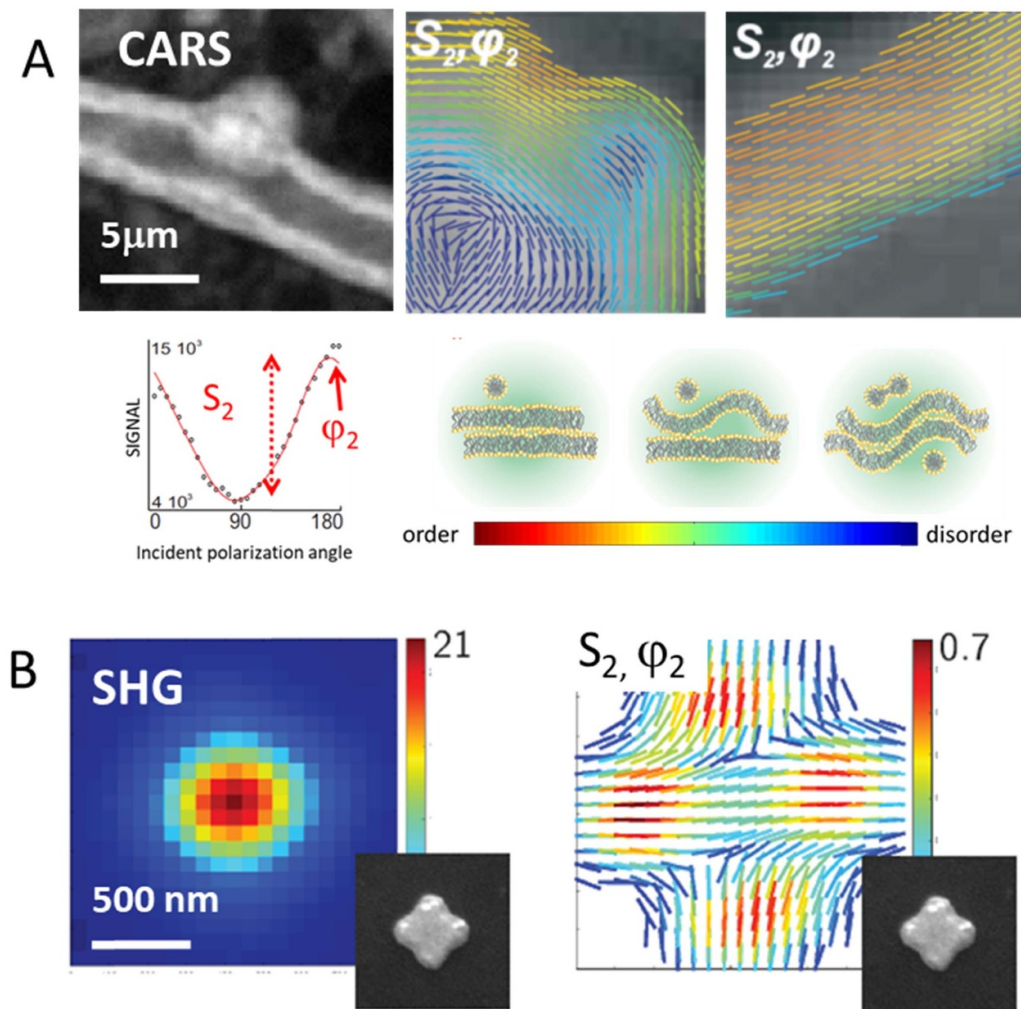 A
CARS
5μm
S₂,φ₂
S₂,φ₂
15 10³
SIGNAL
4 10³
S₂
φ₂
0 90 180
Incident polarization angle
order
disorder
B
SHG
500 nm
21
S₂, φ₂
0.7